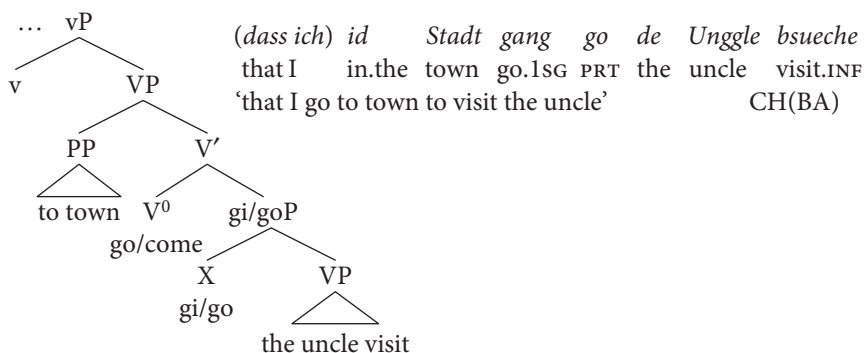 … vP
(dass ich) id Stadt gang go de Unggle bsueche
that I in.the town go.1SG PRT the uncle visit.INF
v VP
‘that I go to town to visit the uncle’ CH(BA)
PP V′
to town V⁰ gi/goP
go/come
X VP
gi/go
the uncle visit